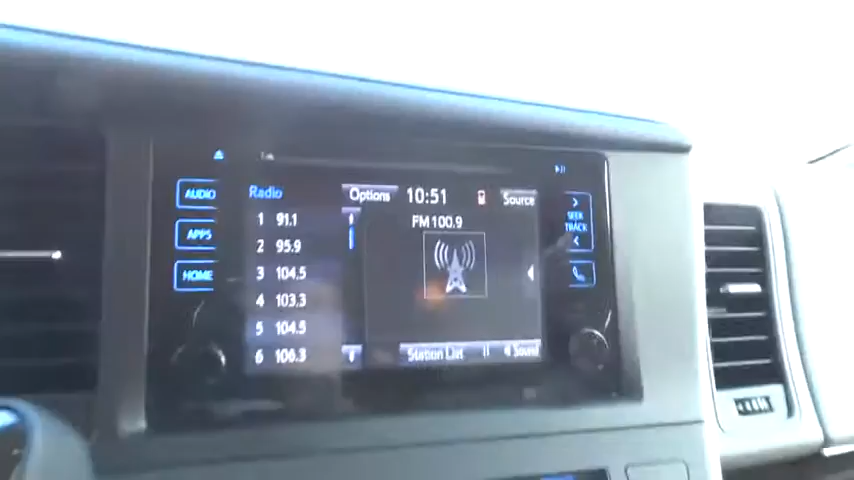 AUDIO
APPS
HOME
Radio
1 91.1
2 95.9
3 104.5
4 103.3
5 104.5
6 106.3
Options
10:51
Source
FM 100.9
Station List
Sound
SEEK
TRACK